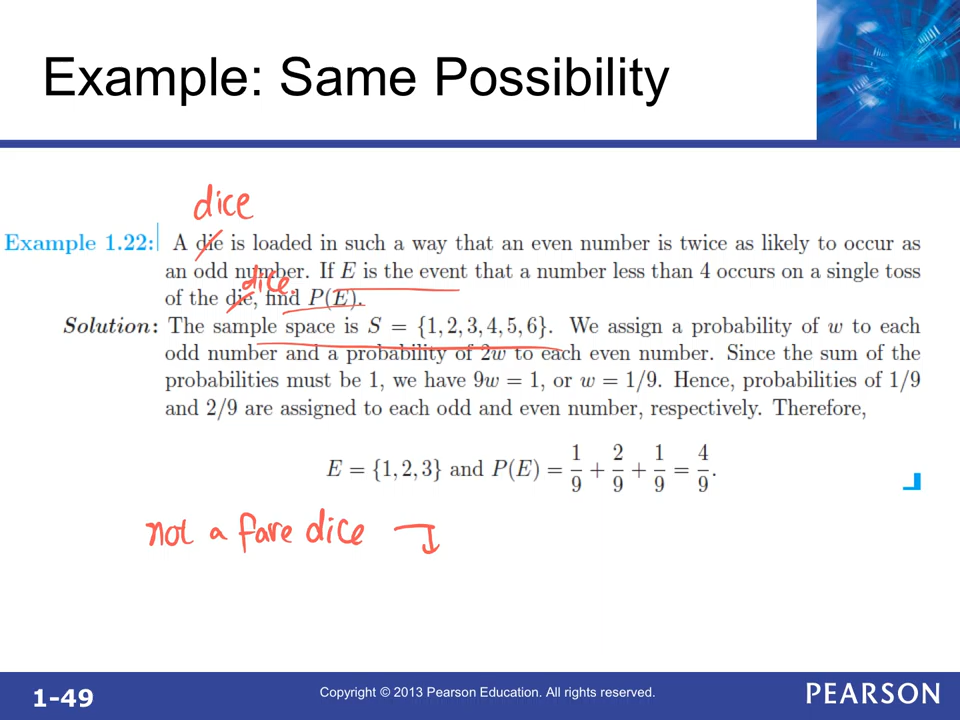 Example: Same Possibility
dice
Example 1.22: A die is loaded in such a way that an even number is twice as likely to occur as
an odd number. If E is the event that a number less than 4 occurs on a single toss
dice.
of the die, find P(E).
Solution: The sample space is S = {1, 2, 3, 4, 5, 6}. We assign a probability of w to each
odd number and a probability of 2w to each even number. Since the sum of the
probabilities must be 1, we have 9w = 1, or w = 1/9. Hence, probabilities of 1/9
and 2/9 are assigned to each odd and even number, respectively. Therefore,
E = {1, 2, 3} and P(E) = 1/9 + 2/9 + 1/9 = 4/9.
not a fare dice
1-49
Copyright © 2013 Pearson Education. All rights reserved.
PEARSON